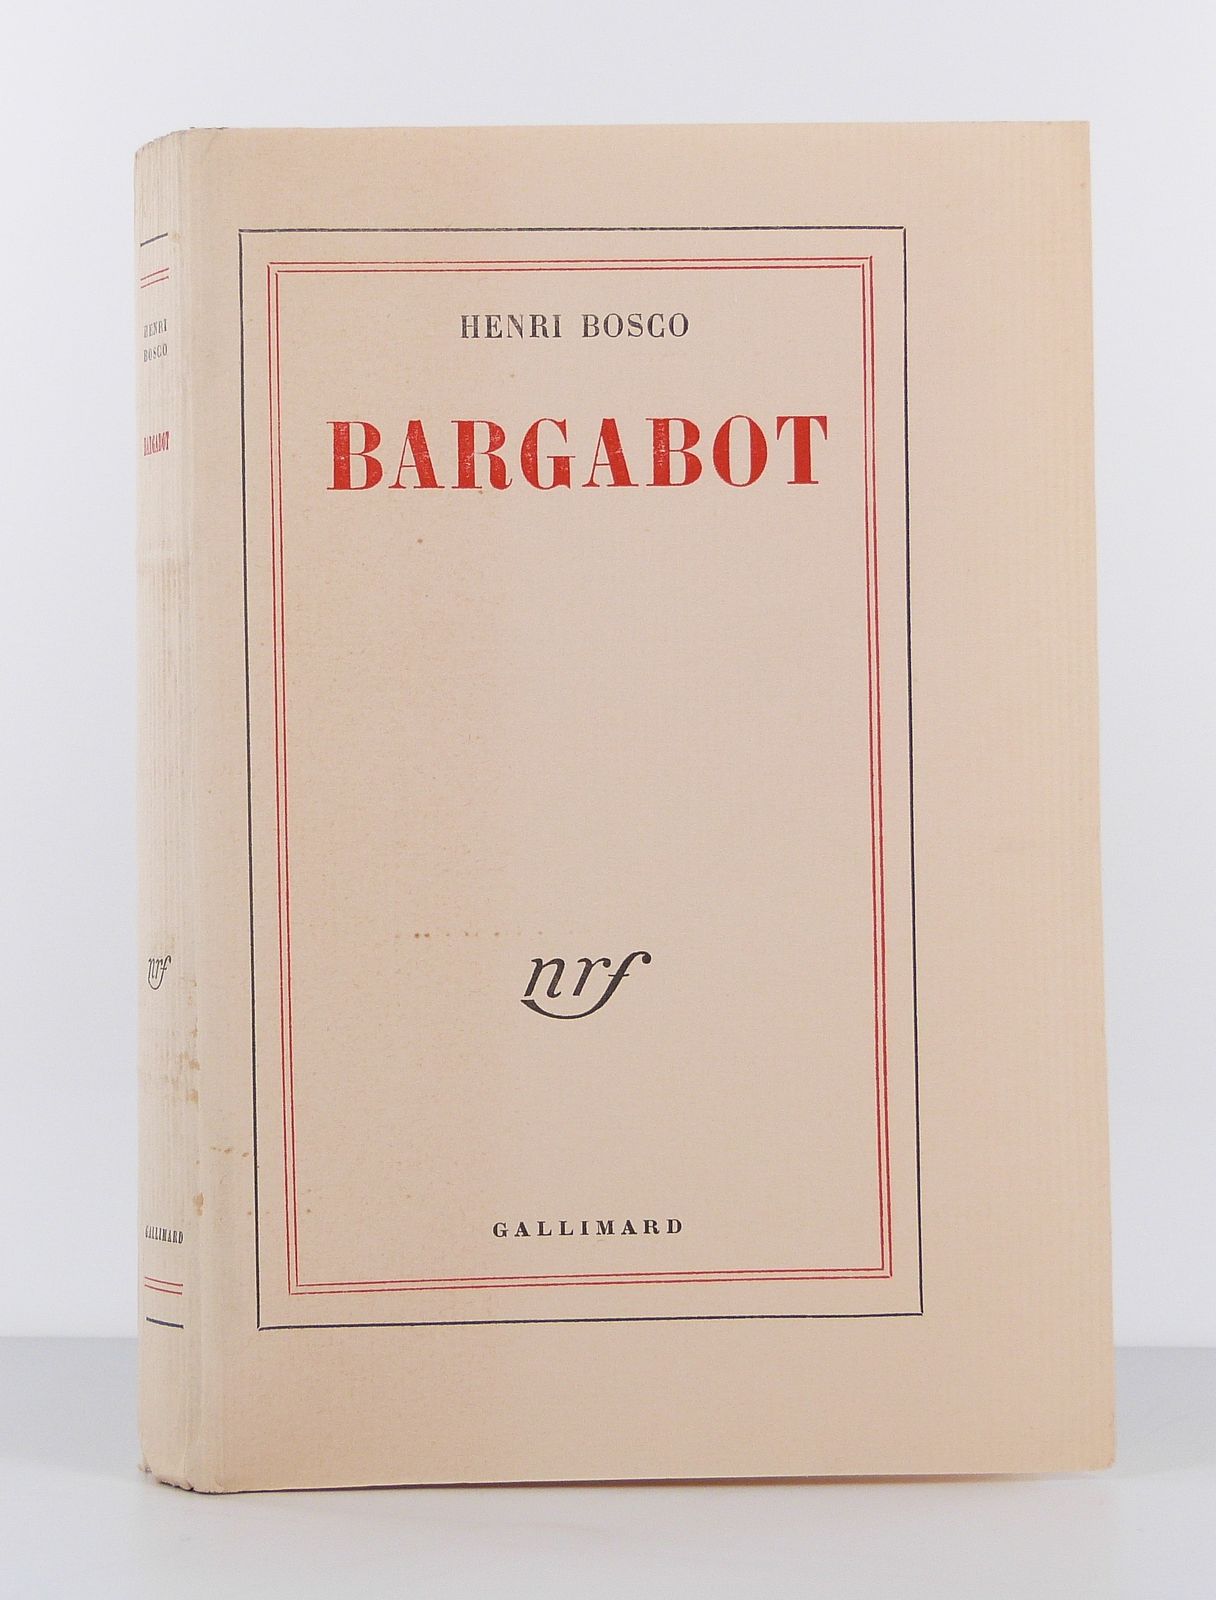 HENRI BOSCO
BARGABOT
nrf
GALLIMARD
HENRI
BOSCO
BARGABOT
nrf
GALLIMARD